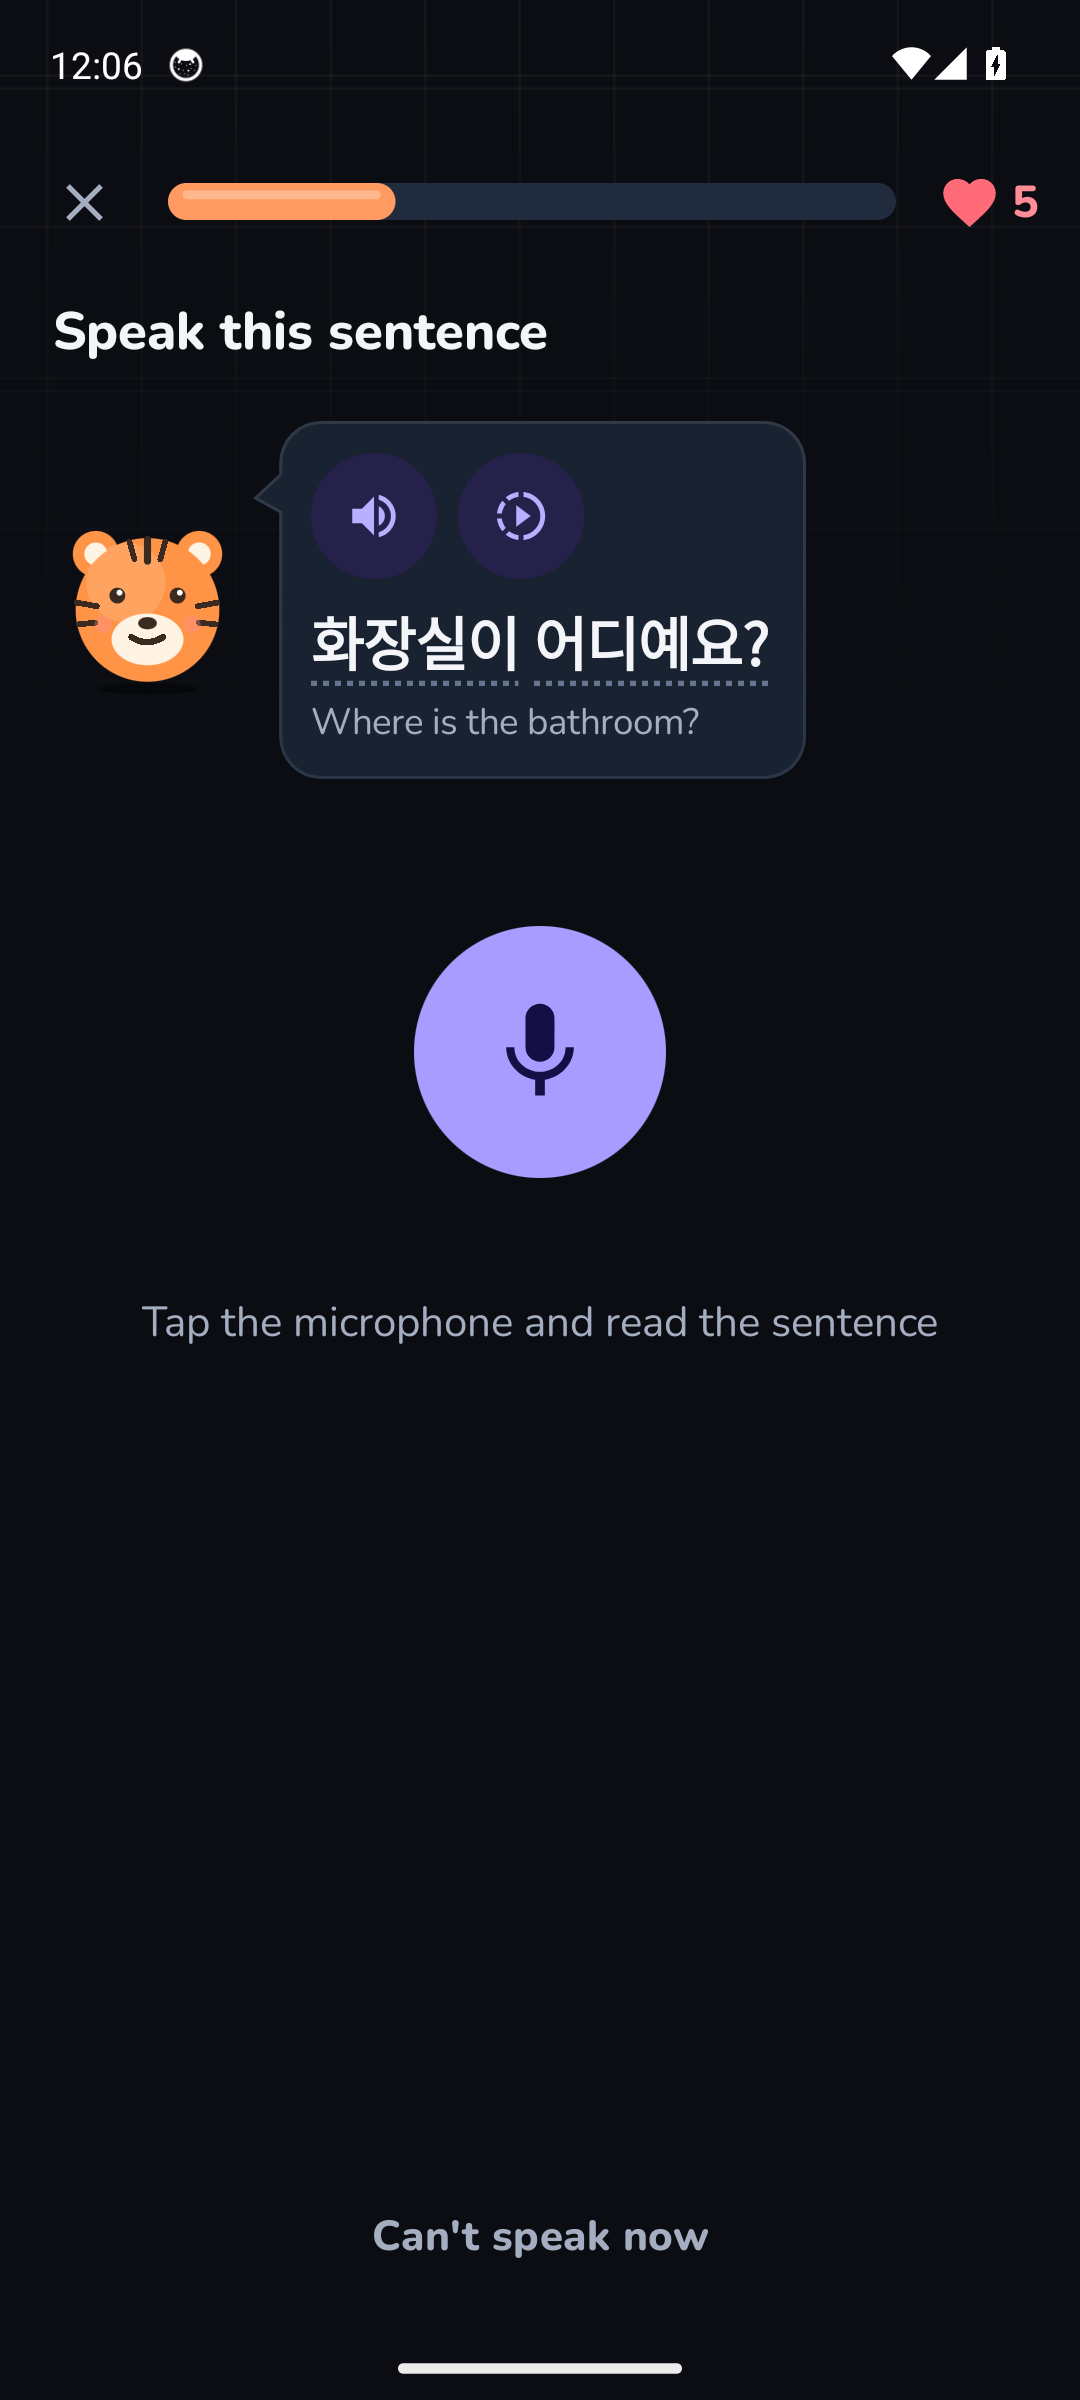 12:06
5
Speak this sentence
화장실이 어디예요?
Where is the bathroom?
Tap the microphone and read the sentence
Can't speak now